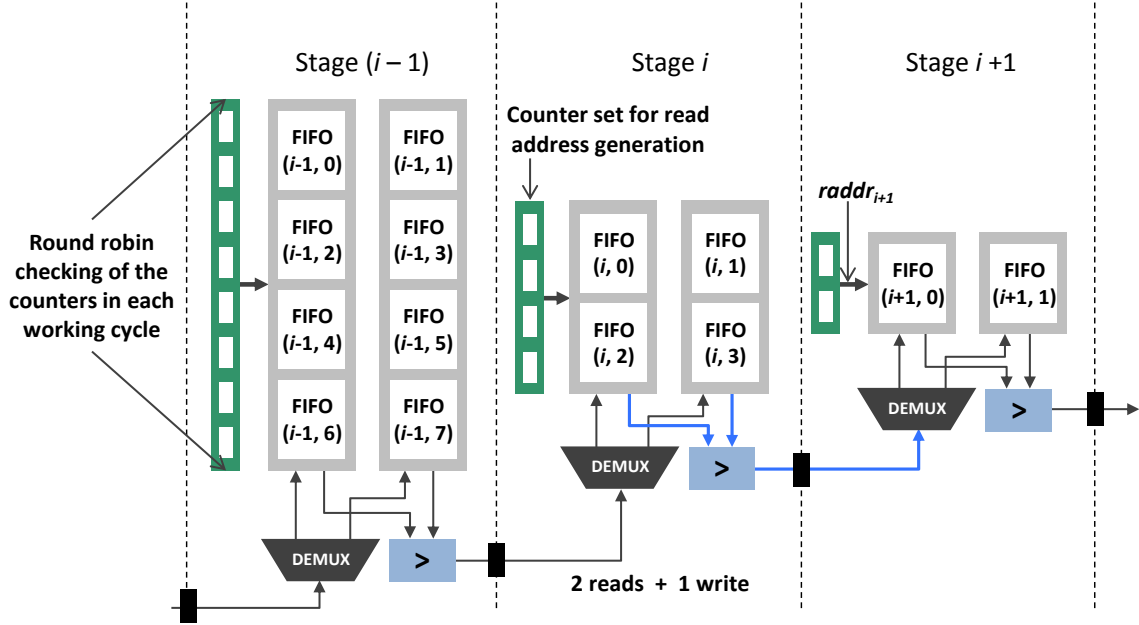 Stage (i – 1)
Stage i
Stage i +1
Round robin
checking of the
counters in each
working cycle
FIFO
(i-1, 0)
FIFO
(i-1, 1)
FIFO
(i-1, 2)
FIFO
(i-1, 3)
FIFO
(i-1, 4)
FIFO
(i-1, 5)
FIFO
(i-1, 6)
FIFO
(i-1, 7)
DEMUX
>
Counter set for read
address generation
FIFO
(i, 0)
FIFO
(i, 1)
FIFO
(i, 2)
FIFO
(i, 3)
DEMUX
>
2 reads + 1 write
raddri+1
FIFO
(i+1, 0)
FIFO
(i+1, 1)
DEMUX
>